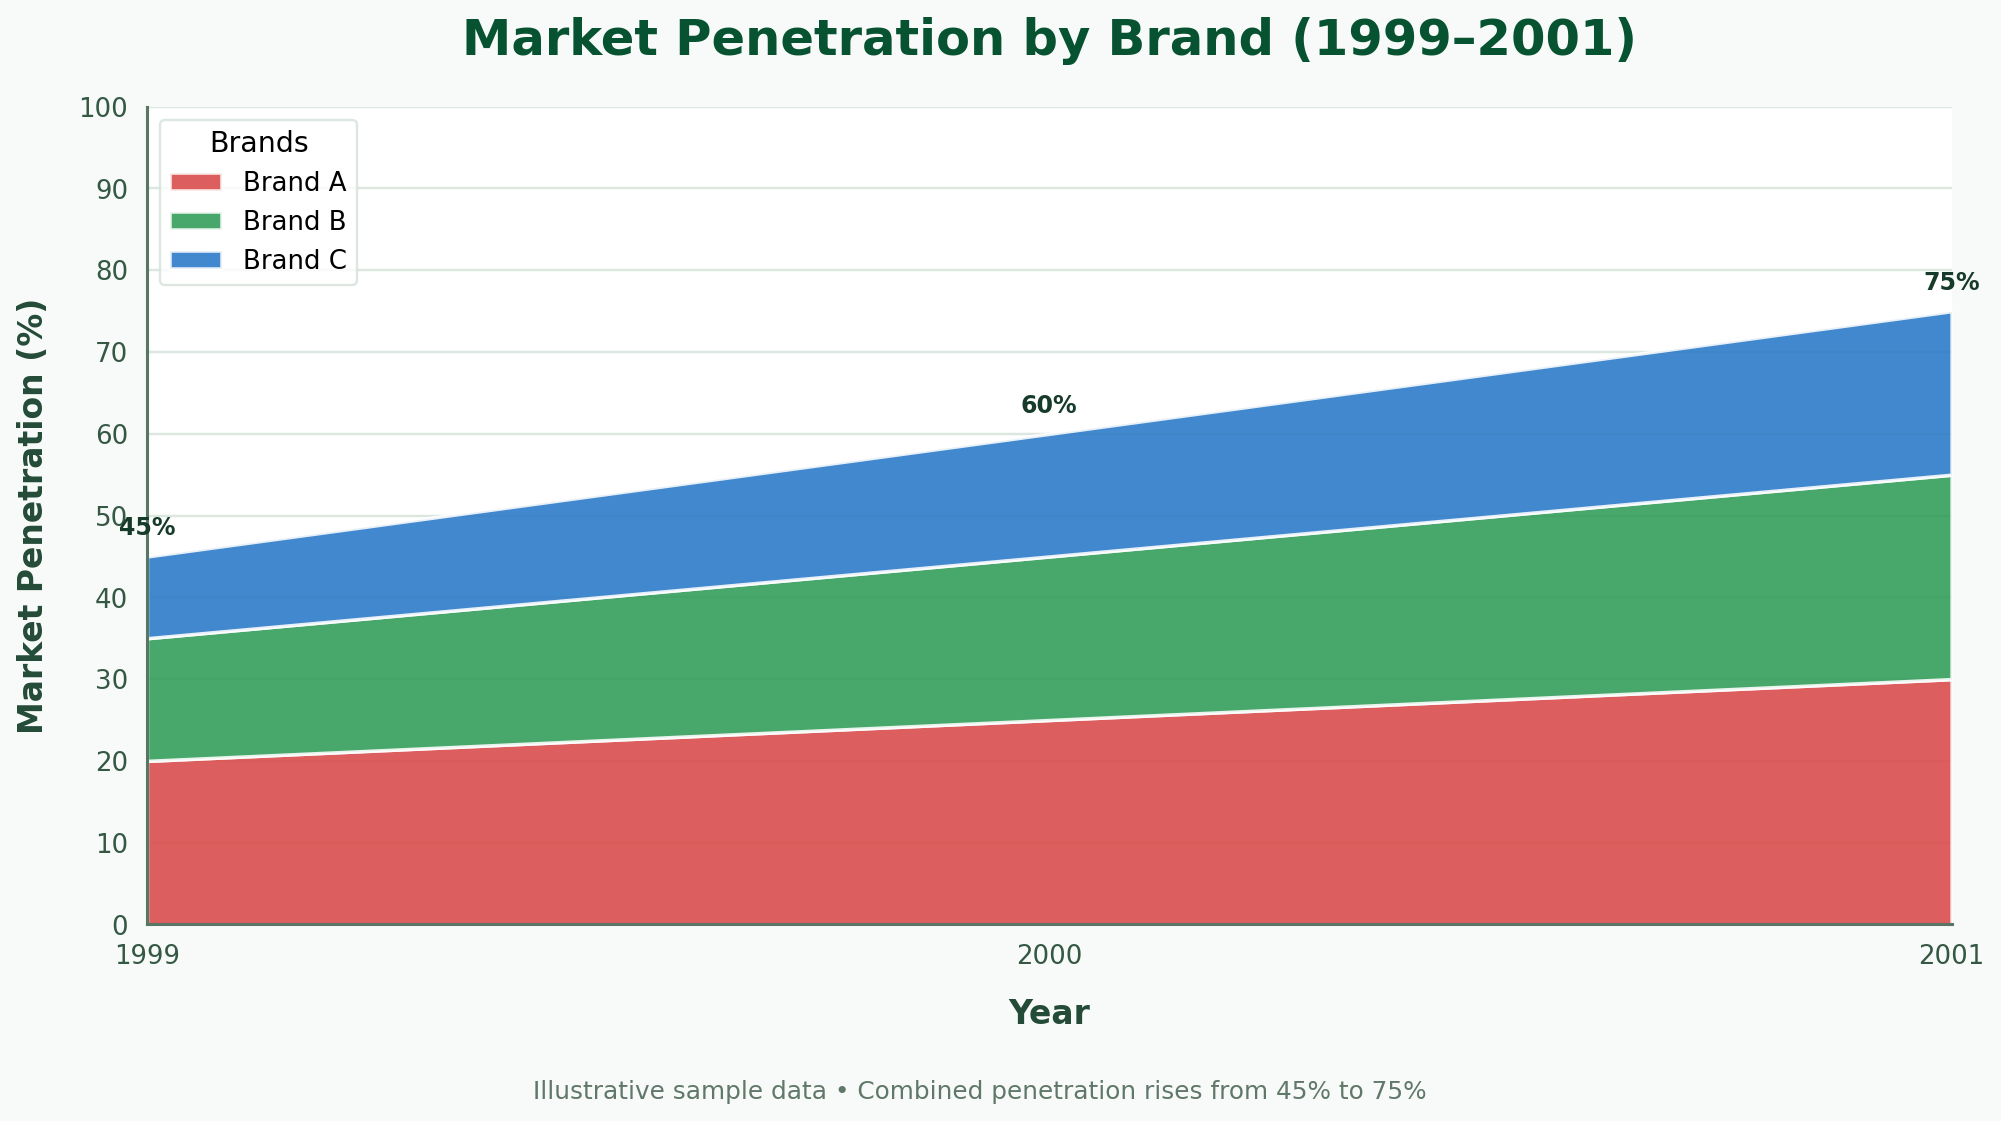 Market Penetration by Brand (1999–2001)
Market Penetration (%)
100
90
80
70
60
50
40
30
20
10
0
Brands
Brand A
Brand B
Brand C
45%
60%
75%
1999
2000
2001
Year
Illustrative sample data • Combined penetration rises from 45% to 75%